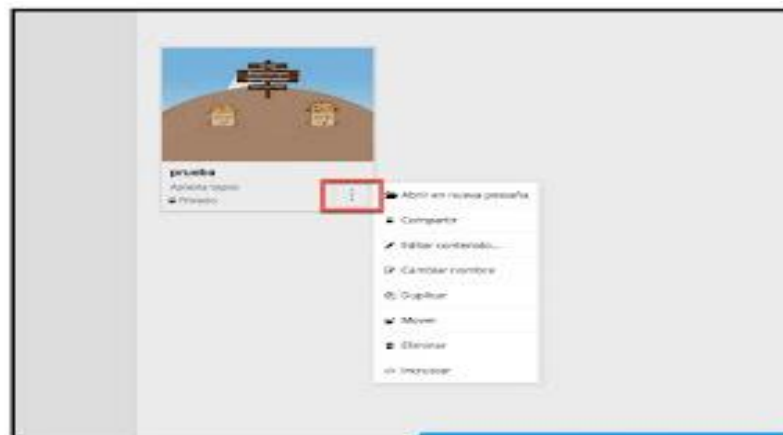 prueba
Privado
Abrir en nueva pestaña
Compartir
Editar contenido...
Cambiar nombre
Duplicar
Mover
Eliminar
Incrustar